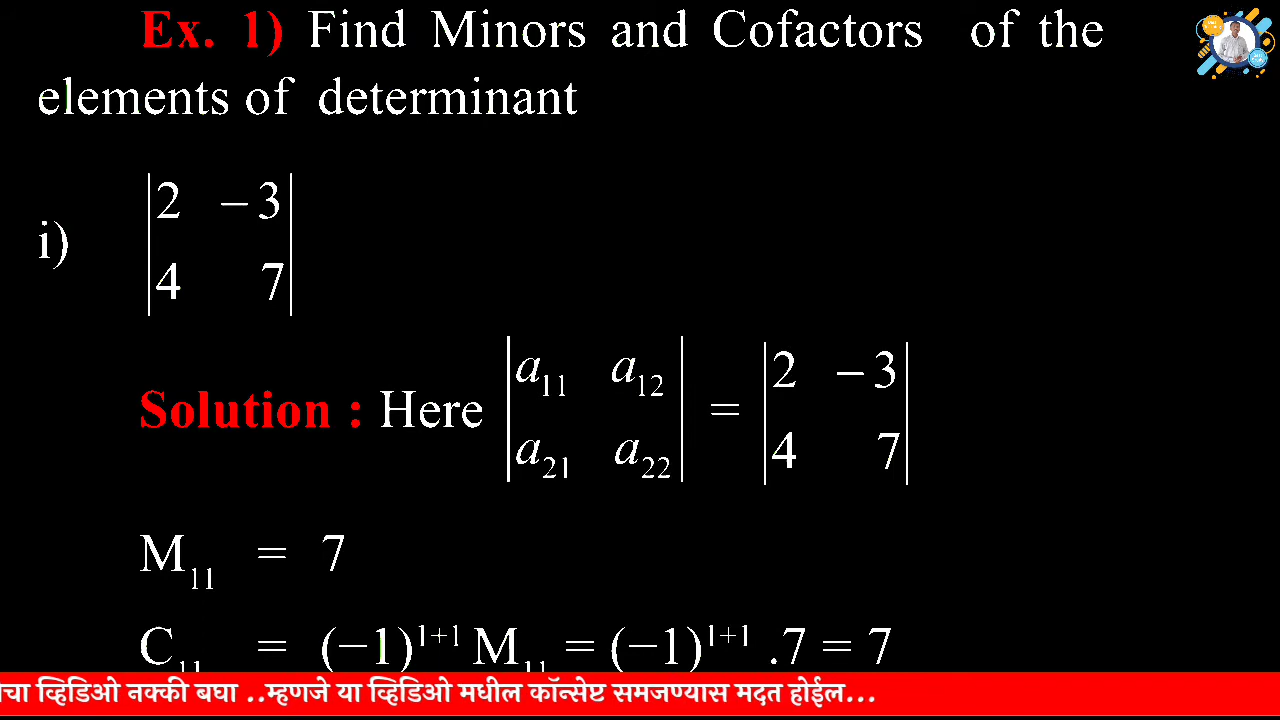 Ex. 1) Find Minors and Cofactors of the
elements of determinant
i) |2 −3|
|4 7|
Solution : Here |a₁₁ a₁₂| = |2 −3|
|a₂₁ a₂₂| |4 7|
M₁₁ = 7
C₁₁ = (−1)¹⁺¹ M₁₁ = (−1)¹⁺¹ .7 = 7
व्हिडिओ नक्की बघा ..म्हणजे या व्हिडिओ मधील कॉन्सेप्ट समजण्यास मदत होईल...